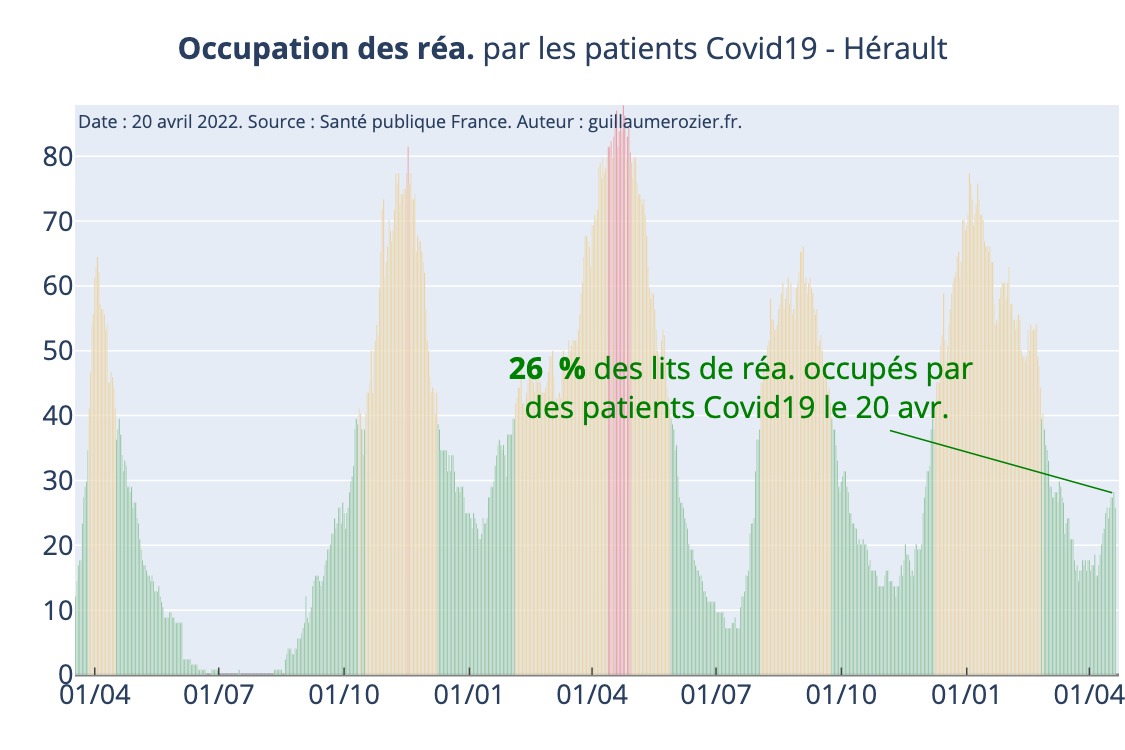 Occupation des réa. par les patients Covid19 - Hérault
Date : 20 avril 2022. Source : Santé publique France. Auteur : guillaumerozier.fr.
80
70
60
50
40
30
20
10
0
26 % des lits de réa. occupés par
des patients Covid19 le 20 avr.
01/04 01/07 01/10 01/01 01/04 01/07 01/10 01/01 01/04